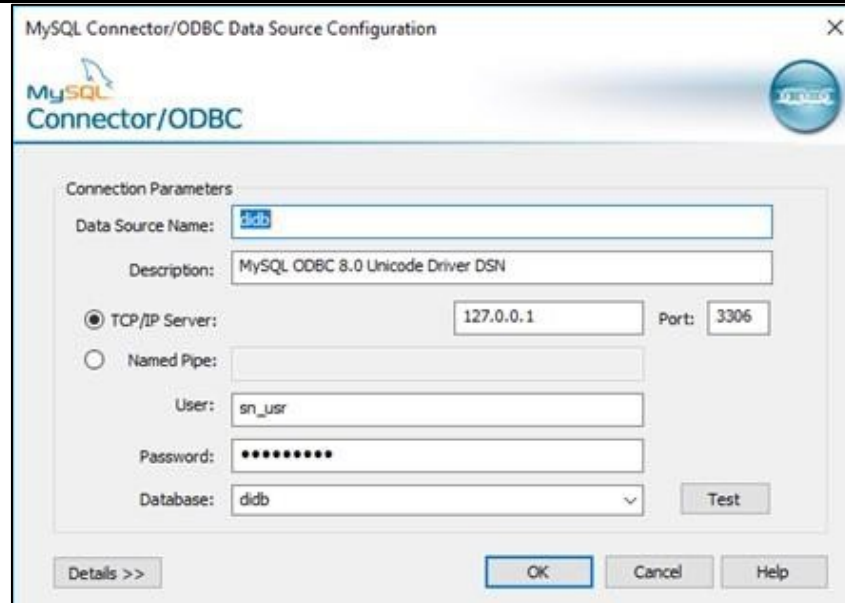 MySQL Connector/ODBC Data Source Configuration
MySQL
Connector/ODBC
Connection Parameters
Data Source Name: didb
Description: MySQL ODBC 8.0 Unicode Driver DSN
TCP/IP Server: 127.0.0.1 Port: 3306
Named Pipe:
User: sn_usr
Password: •••••••••
Database: didb Test
Details >> OK Cancel Help